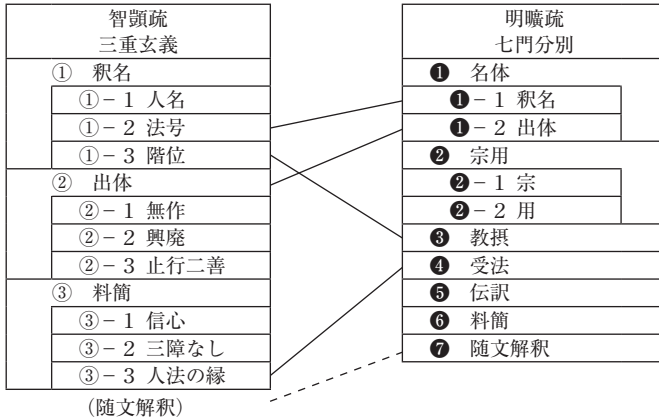 智顗疏
三重玄義
① 釈名
①－１ 人名
①－２ 法号
①－３ 階位
② 出体
②－１ 無作
②－２ 興廃
②－３ 止行二善
③ 料簡
③－１ 信心
③－２ 三障なし
③－３ 人法の縁
（随文解釈）
明曠疏
七門分別
❶ 名体
❶－１ 釈名
❶－２ 出体
❷ 宗用
❷－１ 宗
❷－２ 用
❸ 教摂
❹ 受法
❺ 伝訳
❻ 料簡
❼ 随文解釈